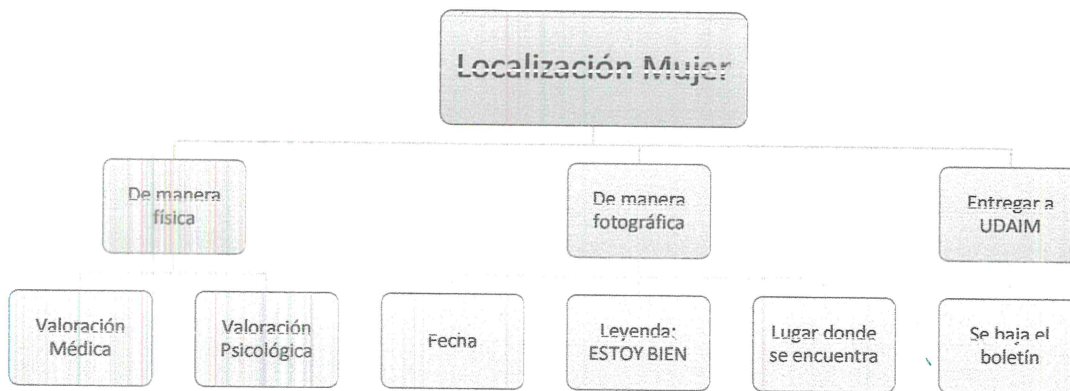 Localización Mujer
De manera
física
De manera
fotográfica
Entregar a
UDAIM
Valoración
Médica
Valoración
Psicológica
Fecha
Leyenda:
ESTOY BIEN
Lugar donde
se encuentra
Se baja el
boletín